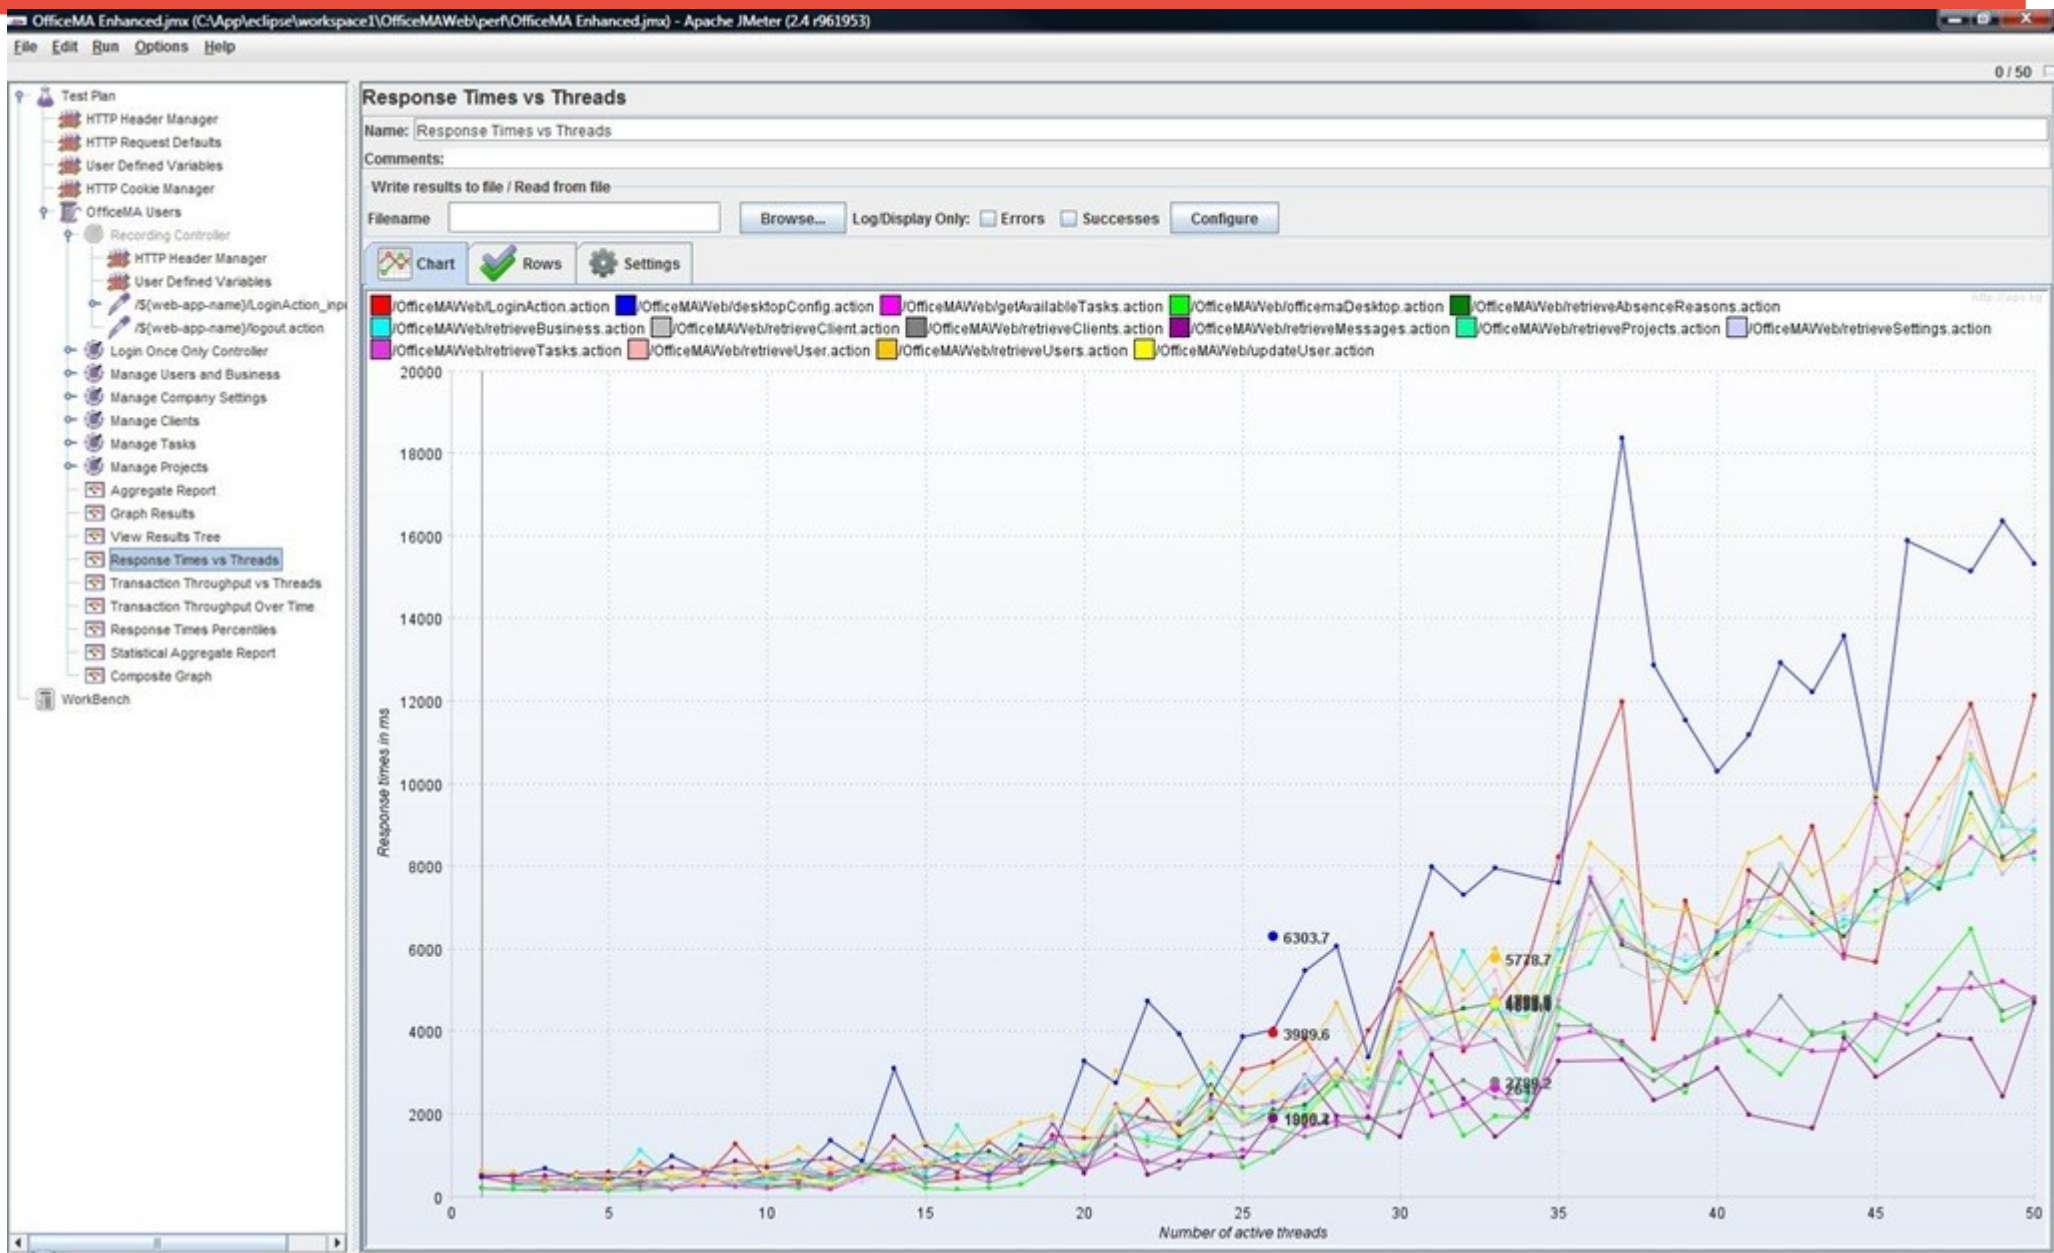 OfficeMA Enhanced.jmx (C:\App\eclipse\workspace1\OfficeMAWeb\perf\OfficeMA Enhanced.jmx) - Apache JMeter (2.4 r961953)
File Edit Run Options Help
0 / 50
Test Plan
HTTP Header Manager
HTTP Request Defaults
User Defined Variables
HTTP Cookie Manager
OfficeMA Users
Recording Controller
HTTP Header Manager
User Defined Variables
/${web-app-name}/LoginAction_inpu
/${web-app-name}/logout.action
Login Once Only Controller
Manage Users and Business
Manage Company Settings
Manage Clients
Manage Tasks
Manage Projects
Aggregate Report
Graph Results
View Results Tree
Response Times vs Threads
Transaction Throughput vs Threads
Transaction Throughput Over Time
Response Times Percentiles
Statistical Aggregate Report
Composite Graph
WorkBench
Response Times vs Threads
Name: Response Times vs Threads
Comments:
Write results to file / Read from file
Filename Browse... Log/Display Only: Errors Successes Configure
Chart Rows Settings
/OfficeMAWeb/LoginAction.action /OfficeMAWeb/desktopConfig.action /OfficeMAWeb/getAvailableTasks.action /OfficeMAWeb/officemaDesktop.action /OfficeMAWeb/retrieveAbsenceReasons.action
/OfficeMAWeb/retrieveBusiness.action /OfficeMAWeb/retrieveClient.action /OfficeMAWeb/retrieveClients.action /OfficeMAWeb/retrieveMessages.action /OfficeMAWeb/retrieveProjects.action /OfficeMAWeb/retrieveSettings.action
/OfficeMAWeb/retrieveTasks.action /OfficeMAWeb/retrieveUser.action /OfficeMAWeb/retrieveUsers.action /OfficeMAWeb/updateUser.action
20000
18000
16000
14000
12000
10000
8000
6000
4000
2000
0
Response times in ms
6303.7
5778.7
3989.6
2789.2
0 5 10 15 20 25 30 35 40 45 50
Number of active threads